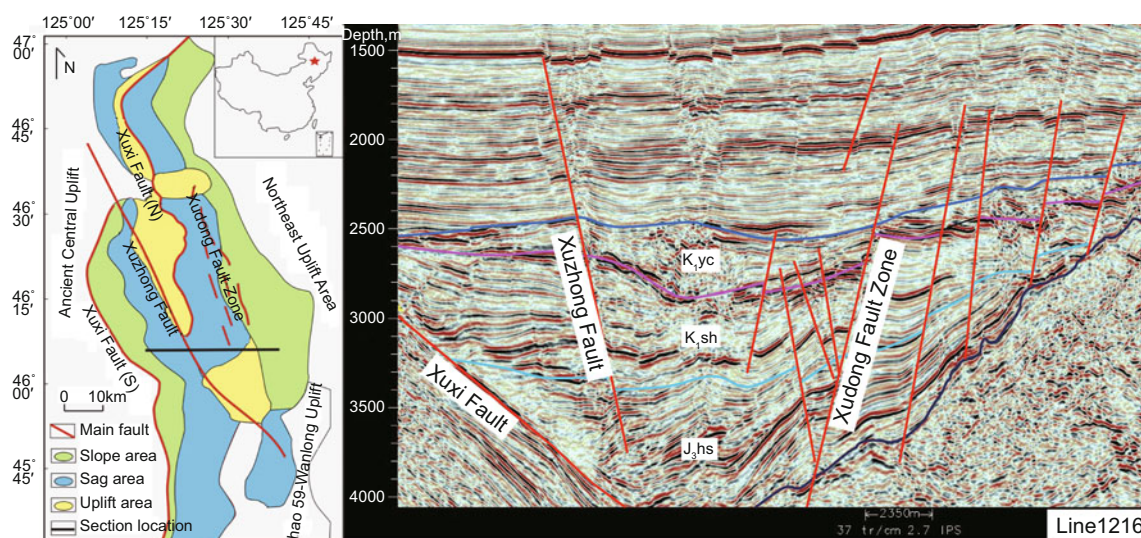 125°00′ 125°15′ 125°30′ 125°45′
47°
00′
46°
45′
46°
30′
46°
15′
46°
00′
45°
45′
N
Ancient Central Uplift
Xuxi Fault (N)
Xuzhong Fault
Xudong Fault Zone
Northeust Uplift Area
Xuxi Fault (S)
hao 59-Wanlong Uplift
0 10km
Main fault
Slope area
Sag area
Uplift area
Section location
Depth,m
1500
2000
2500
3000
3500
4000
Xuxi Fault
Xuzhong Fault
K₁yc
K₁sh
J₃hs
Xudong Fault Zone
2350m
37 tr/cm 2.7 IPS
Line1216